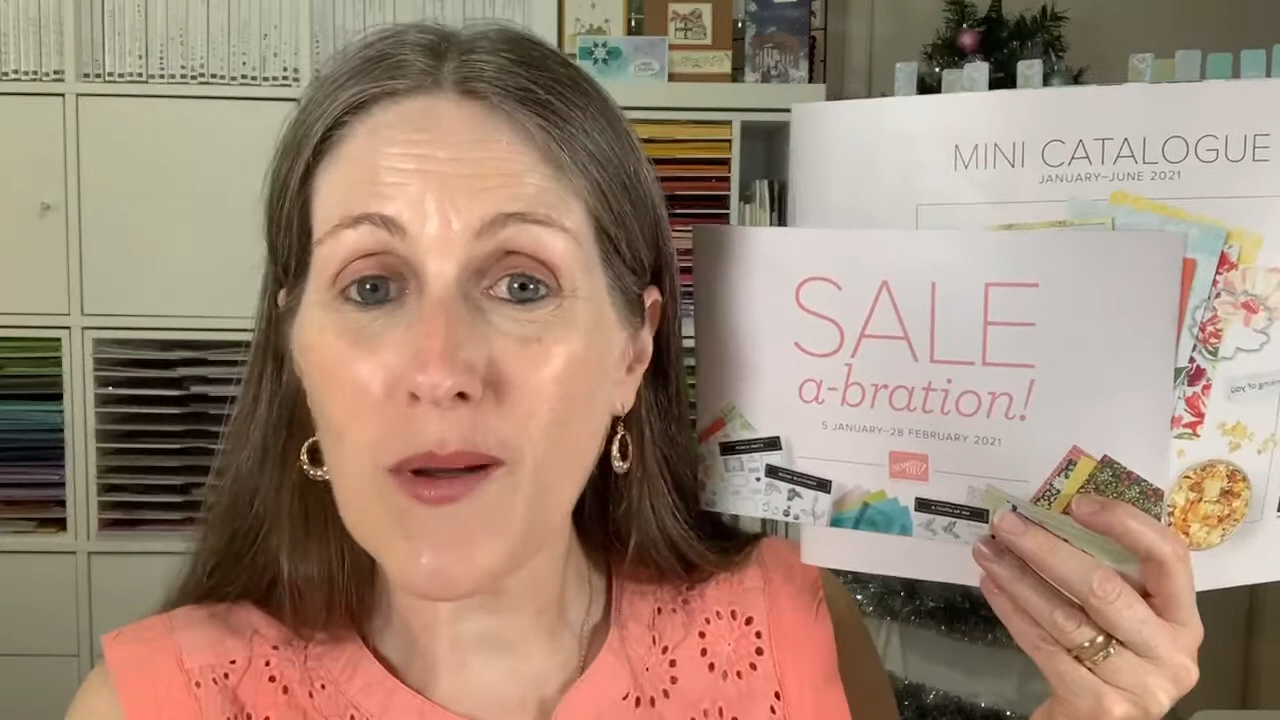 MINI CATALOGUE
JANUARY–JUNE 2021
SALE
a-bration!
5 JANUARY–28 FEBRUARY 2021